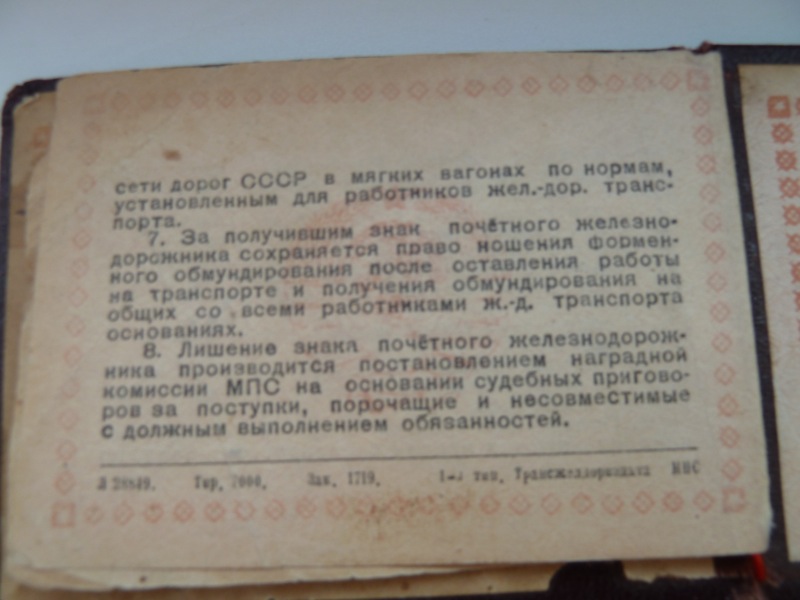 сети дорог СССР в мягких вагонах по нормам,
установленным для работников жел.-дор. транс-
порта.
7. За получившим знак почётного железно-
дорожника сохраняется право ношения формен-
ного обмундирования после оставления работы
на транспорте и получения обмундирования на
общих со всеми работниками ж.-д. транспорта
основаниях.
8. Лишение знака почётного железнодорож-
ника производится постановлением наградной
комиссии МПС на основании судебных пригово-
ров за поступки, порочащие и несовместимые
с должным выполнением обязанностей.
Тир. 2000. Зак. 1719. 1-я тип. Трансжелдориздата МПС